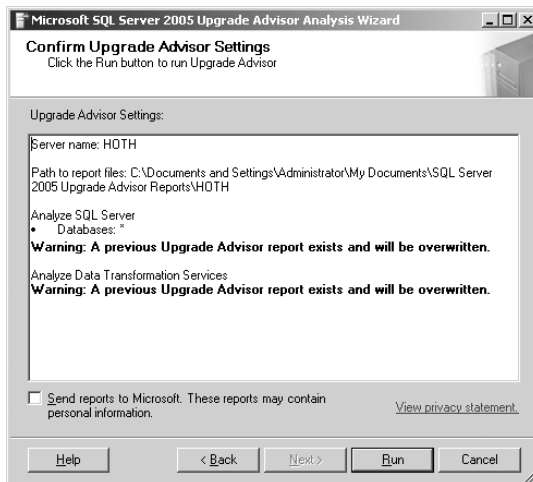 Microsoft SQL Server 2005 Upgrade Advisor Analysis Wizard
Confirm Upgrade Advisor Settings
Click the Run button to run Upgrade Advisor
Upgrade Advisor Settings:
Server name: HOTH
Path to report files: C:\Documents and Settings\Administrator\My Documents\SQL Server
2005 Upgrade Advisor Reports\HOTH
Analyze SQL Server
• Databases: *
Warning: A previous Upgrade Advisor report exists and will be overwritten.
Analyze Data Transformation Services
Warning: A previous Upgrade Advisor report exists and will be overwritten.
Send reports to Microsoft. These reports may contain
personal information.
View privacy statement.
Help < Back Next > Run Cancel